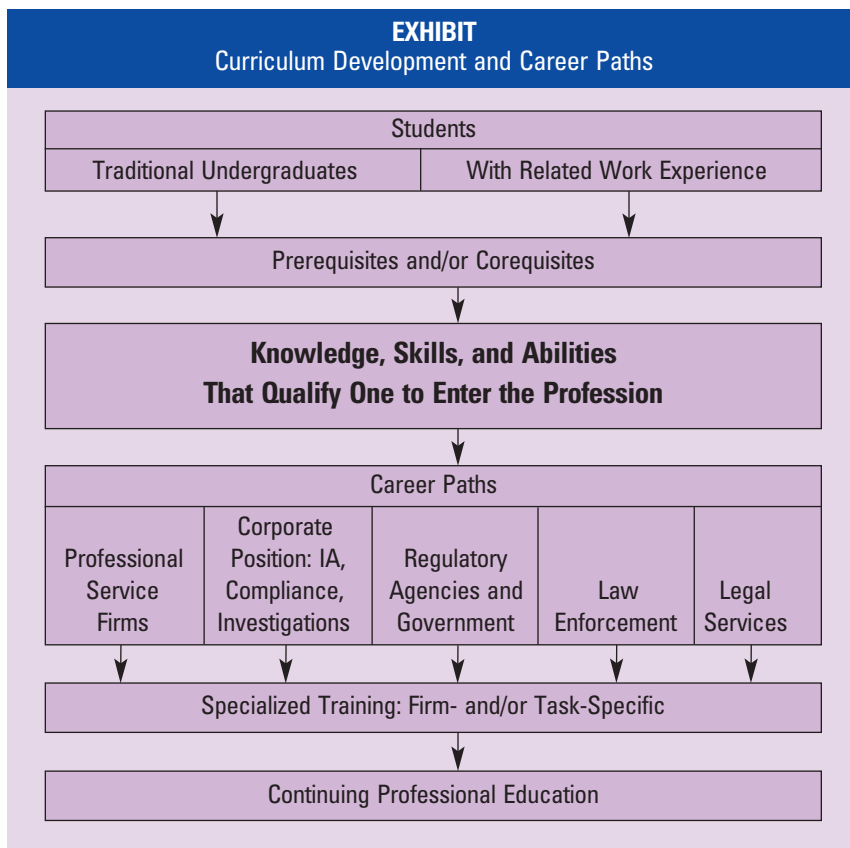 EXHIBIT
Curriculum Development and Career Paths
Students
Traditional Undergraduates
With Related Work Experience
Prerequisites and/or Corequisites
Knowledge, Skills, and Abilities
That Qualify One to Enter the Profession
Career Paths
Professional
Service
Firms
Corporate
Position: IA,
Compliance,
Investigations
Regulatory
Agencies and
Government
Law
Enforcement
Legal
Services
Specialized Training: Firm- and/or Task-Specific
Continuing Professional Education